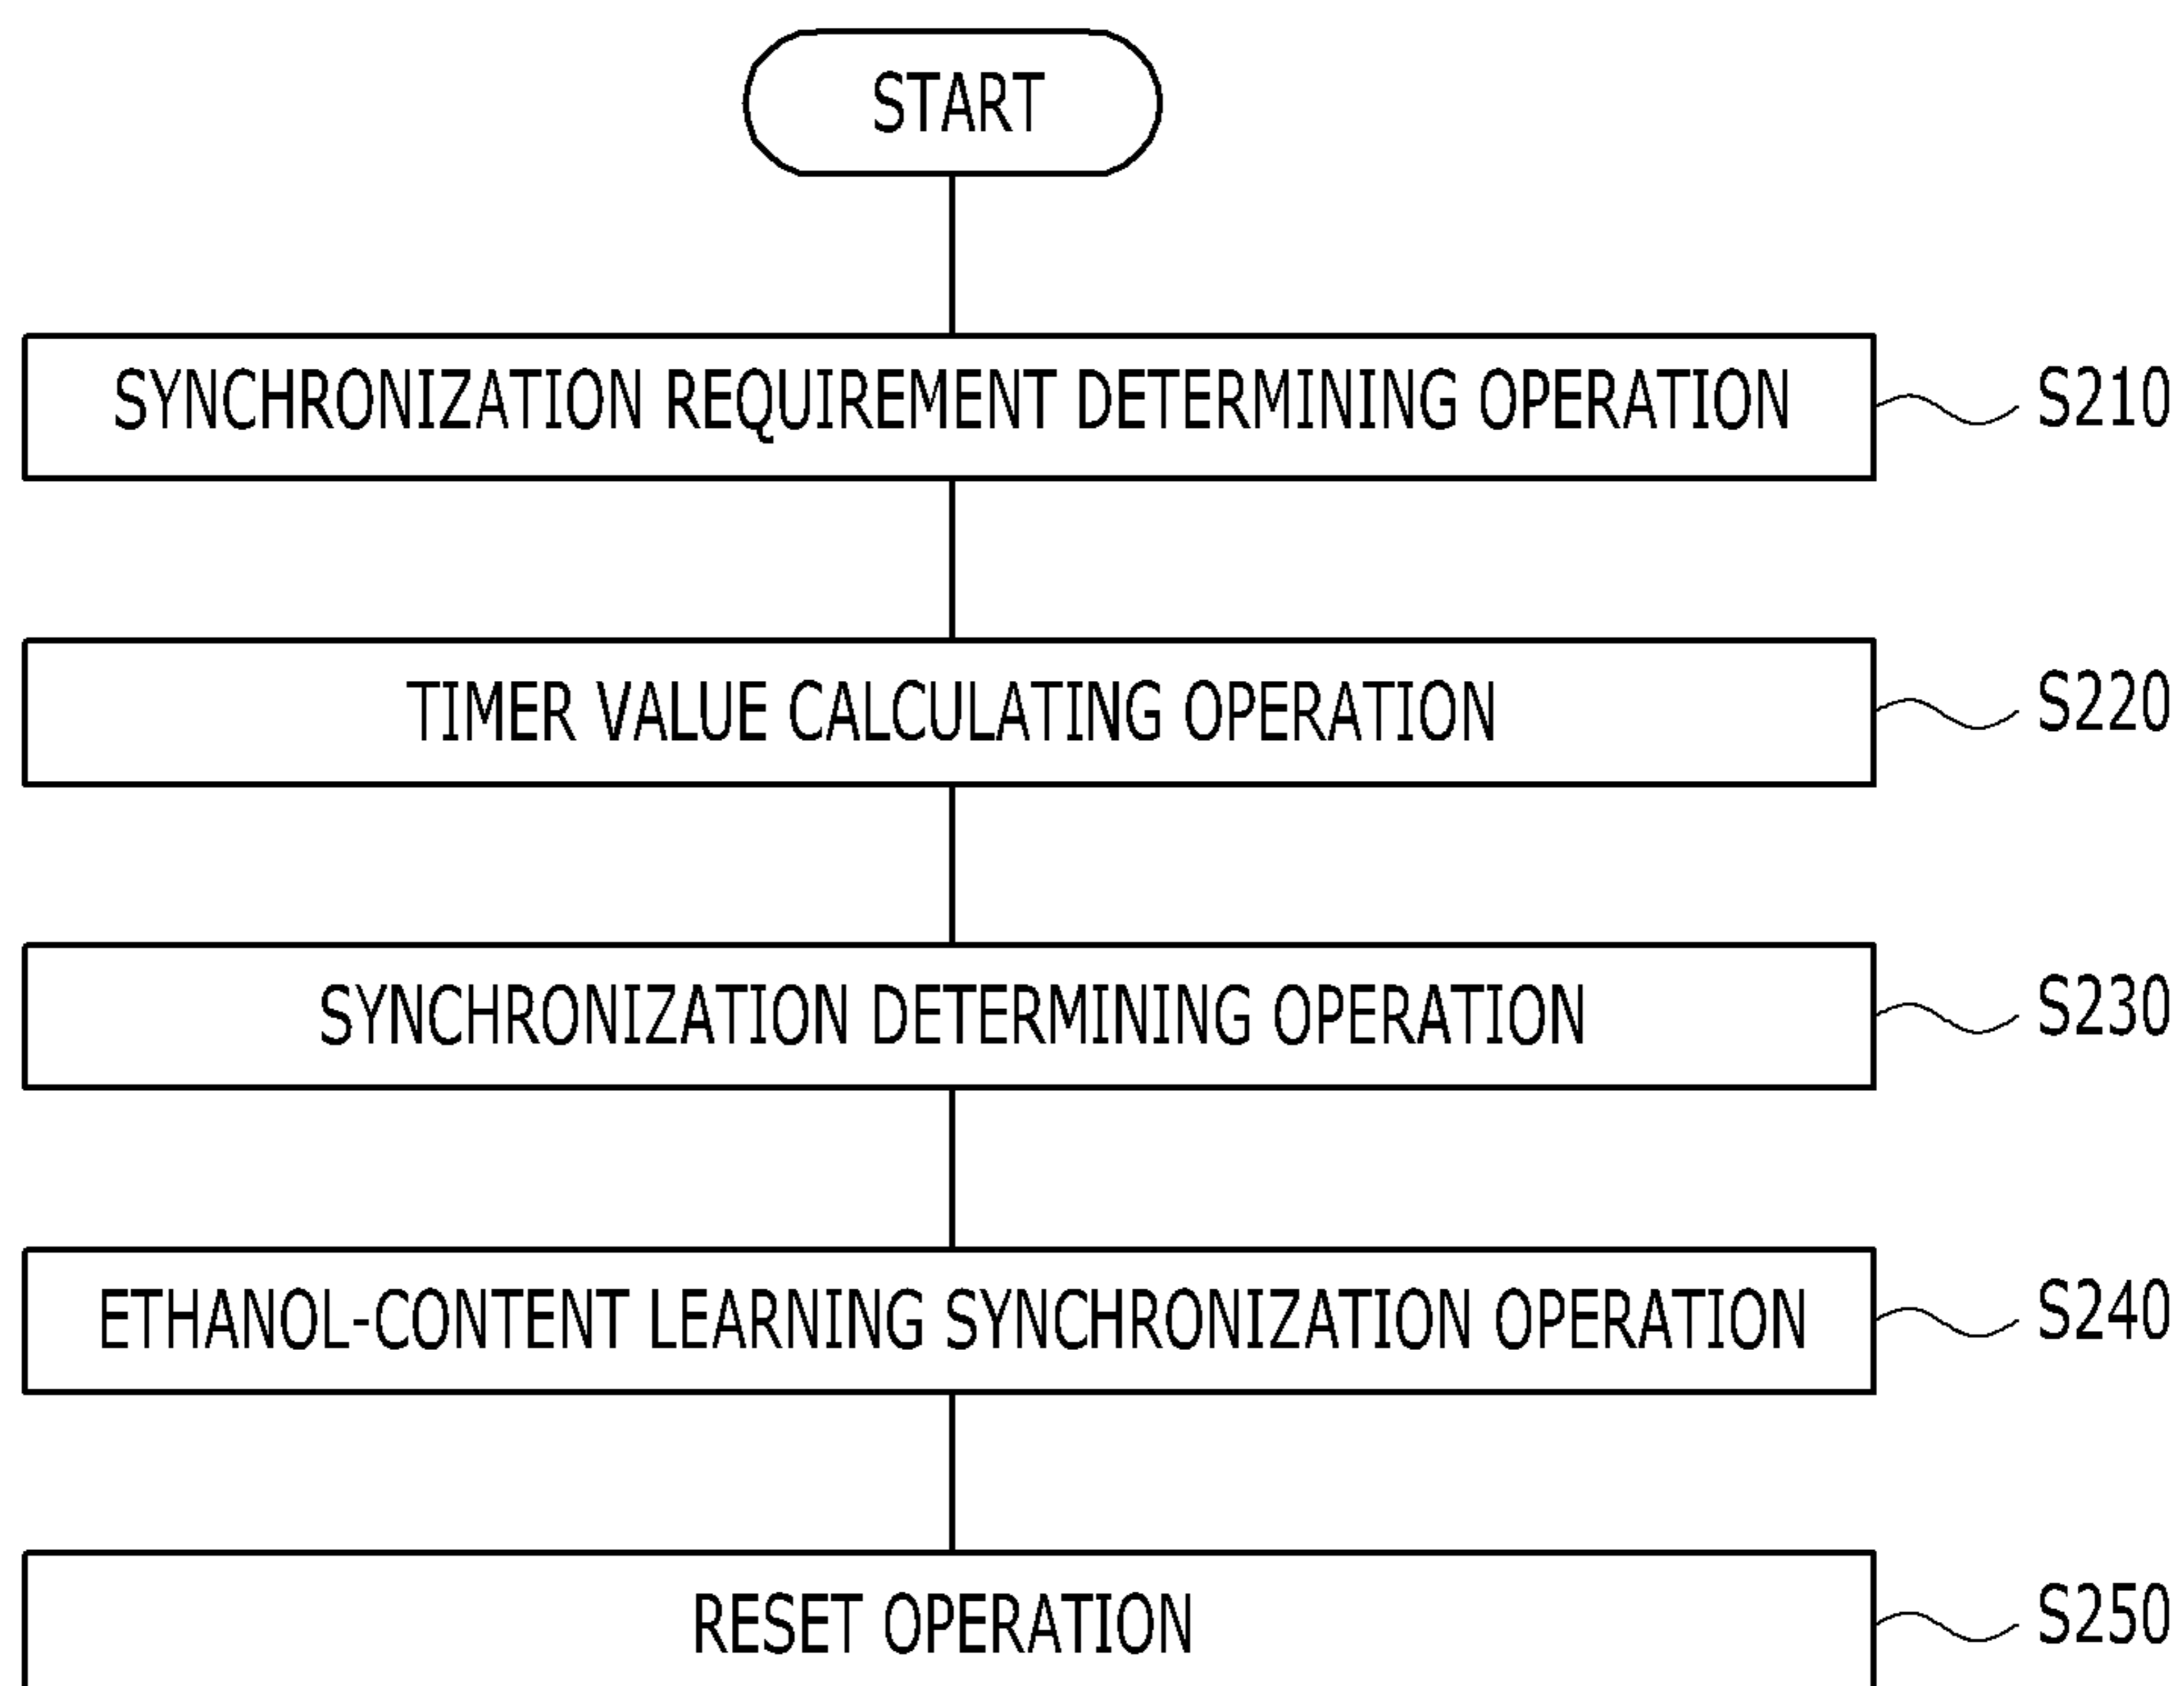 START
SYNCHRONIZATION REQUIREMENT DETERMINING OPERATION S210
TIMER VALUE CALCULATING OPERATION S220
SYNCHRONIZATION DETERMINING OPERATION S230
ETHANOL-CONTENT LEARNING SYNCHRONIZATION OPERATION S240
RESET OPERATION S250